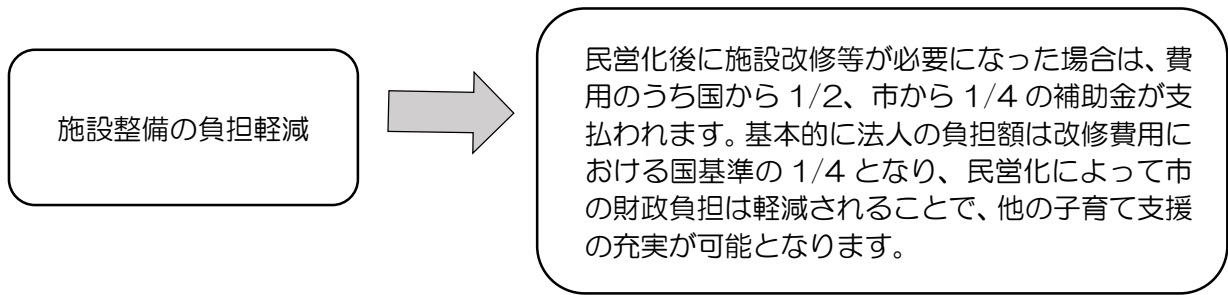 施設整備の負担軽減
民営化後に施設改修等が必要になった場合は、費
用のうち国から 1/2、市から 1/4 の補助金が支
払われます。基本的に法人の負担額は改修費用に
おける国基準の 1/4 となり、民営化によって市
の財政負担は軽減されることで、他の子育て支援
の充実が可能となります。